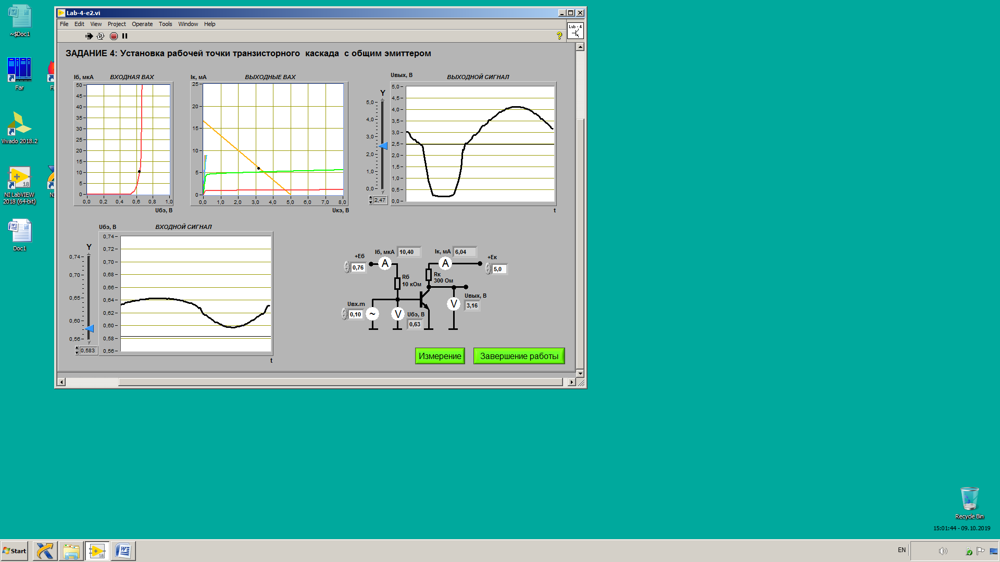 ~$Doc1
Far
Vivado 2018.2
NI LabVIEW
2018 (64-bit)
18
Doc1
Lab-4-e2.vi
File Edit View Project Operate Tools Window Help
?
Lab - 4
ЗАДАНИЕ 4: Установка рабочей точки транзисторного каскада с общим эмиттером
Iб, мкА ВХОДНАЯ ВАХ
50
45
40
35
30
25
20
15
10
5
0
0,0 0,2 0,4 0,6 0,8 1,0
Uбэ, В
Iк, мА ВЫХОДНЫЕ ВАХ
25
20
15
10
5
0
0,0 1,0 2,0 3,0 4,0 5,0 6,0 7,0 8,0
Uкэ, В
Y
5,0
4,0
3,0
2,0
1,0
0,0
2,47
Uвых, В ВЫХОДНОЙ СИГНАЛ
5,0
4,5
4,0
3,5
3,0
2,5
2,0
1,5
1,0
0,5
0,0
t
Y
0,74
0,70
0,65
0,60
0,56
0,583
Uбэ, В ВХОДНОЙ СИГНАЛ
0,74
0,72
0,70
0,68
0,66
0,64
0,62
0,60
0,58
0,56
t
Iб, мкА 10,40
Iк, мА 6,04
+Eб
0,76
A
A
+Eк
5,0
Rб
10 кОм
Rк
300 Ом
Uвх.m
0,10
~
V
Uбэ, В
0,63
V
Uвых, В
3,16
Измерение
Завершение работы
Recycle Bin
15:01:44 - 09.10.2019
Start
18
EN